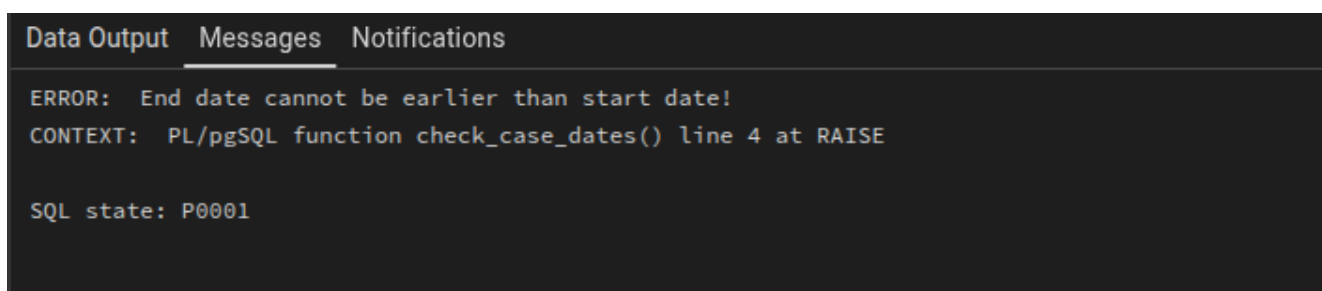 Data Output Messages Notifications
ERROR:  End date cannot be earlier than start date!
CONTEXT:  PL/pgSQL function check_case_dates() line 4 at RAISE
SQL state: P0001